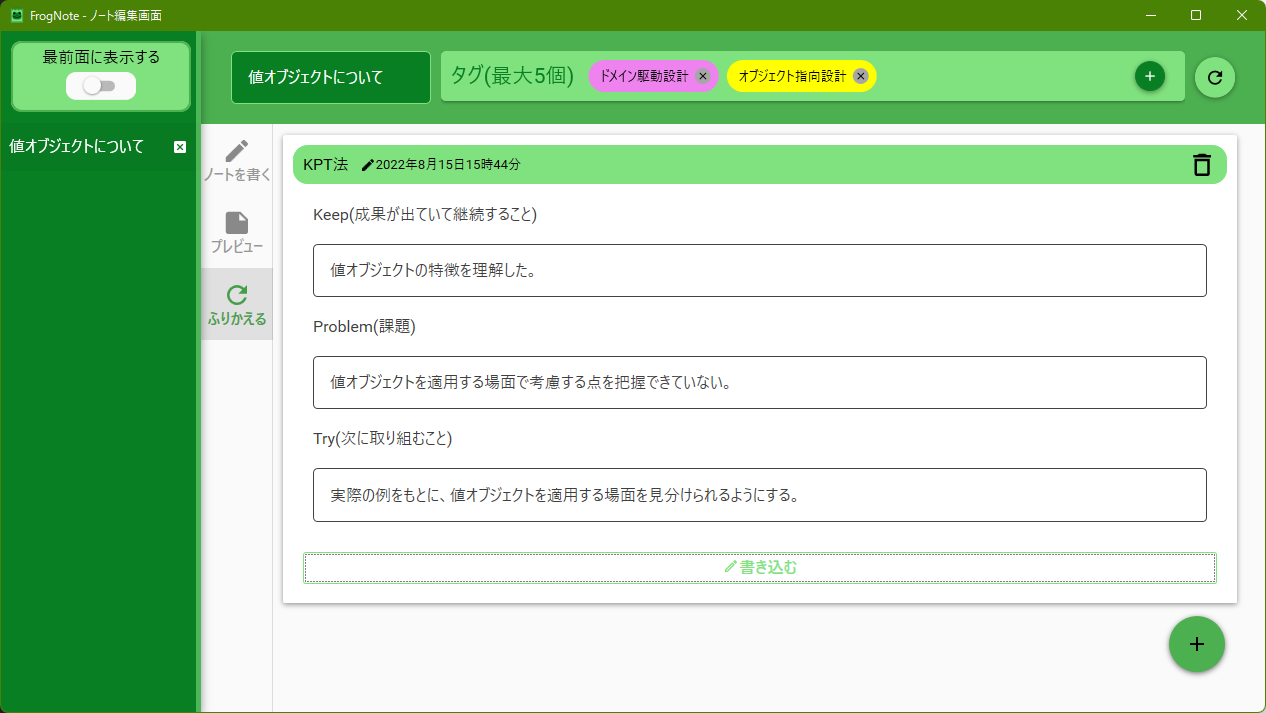 FrogNote - ノート編集画面
最前面に表示する
値オブジェクトについて
値オブジェクトについて
タグ(最大5個)
ドメイン駆動設計
オブジェクト指向設計
ノートを書く
プレビュー
ふりかえる
KPT法 2022年8月15日15時44分
Keep(成果が出ていて継続すること)
値オブジェクトの特徴を理解した。
Problem(課題)
値オブジェクトを適用する場面で考慮する点を把握できていない。
Try(次に取り組むこと)
実際の例をもとに、値オブジェクトを適用する場面を見分けられるようにする。
書き込む